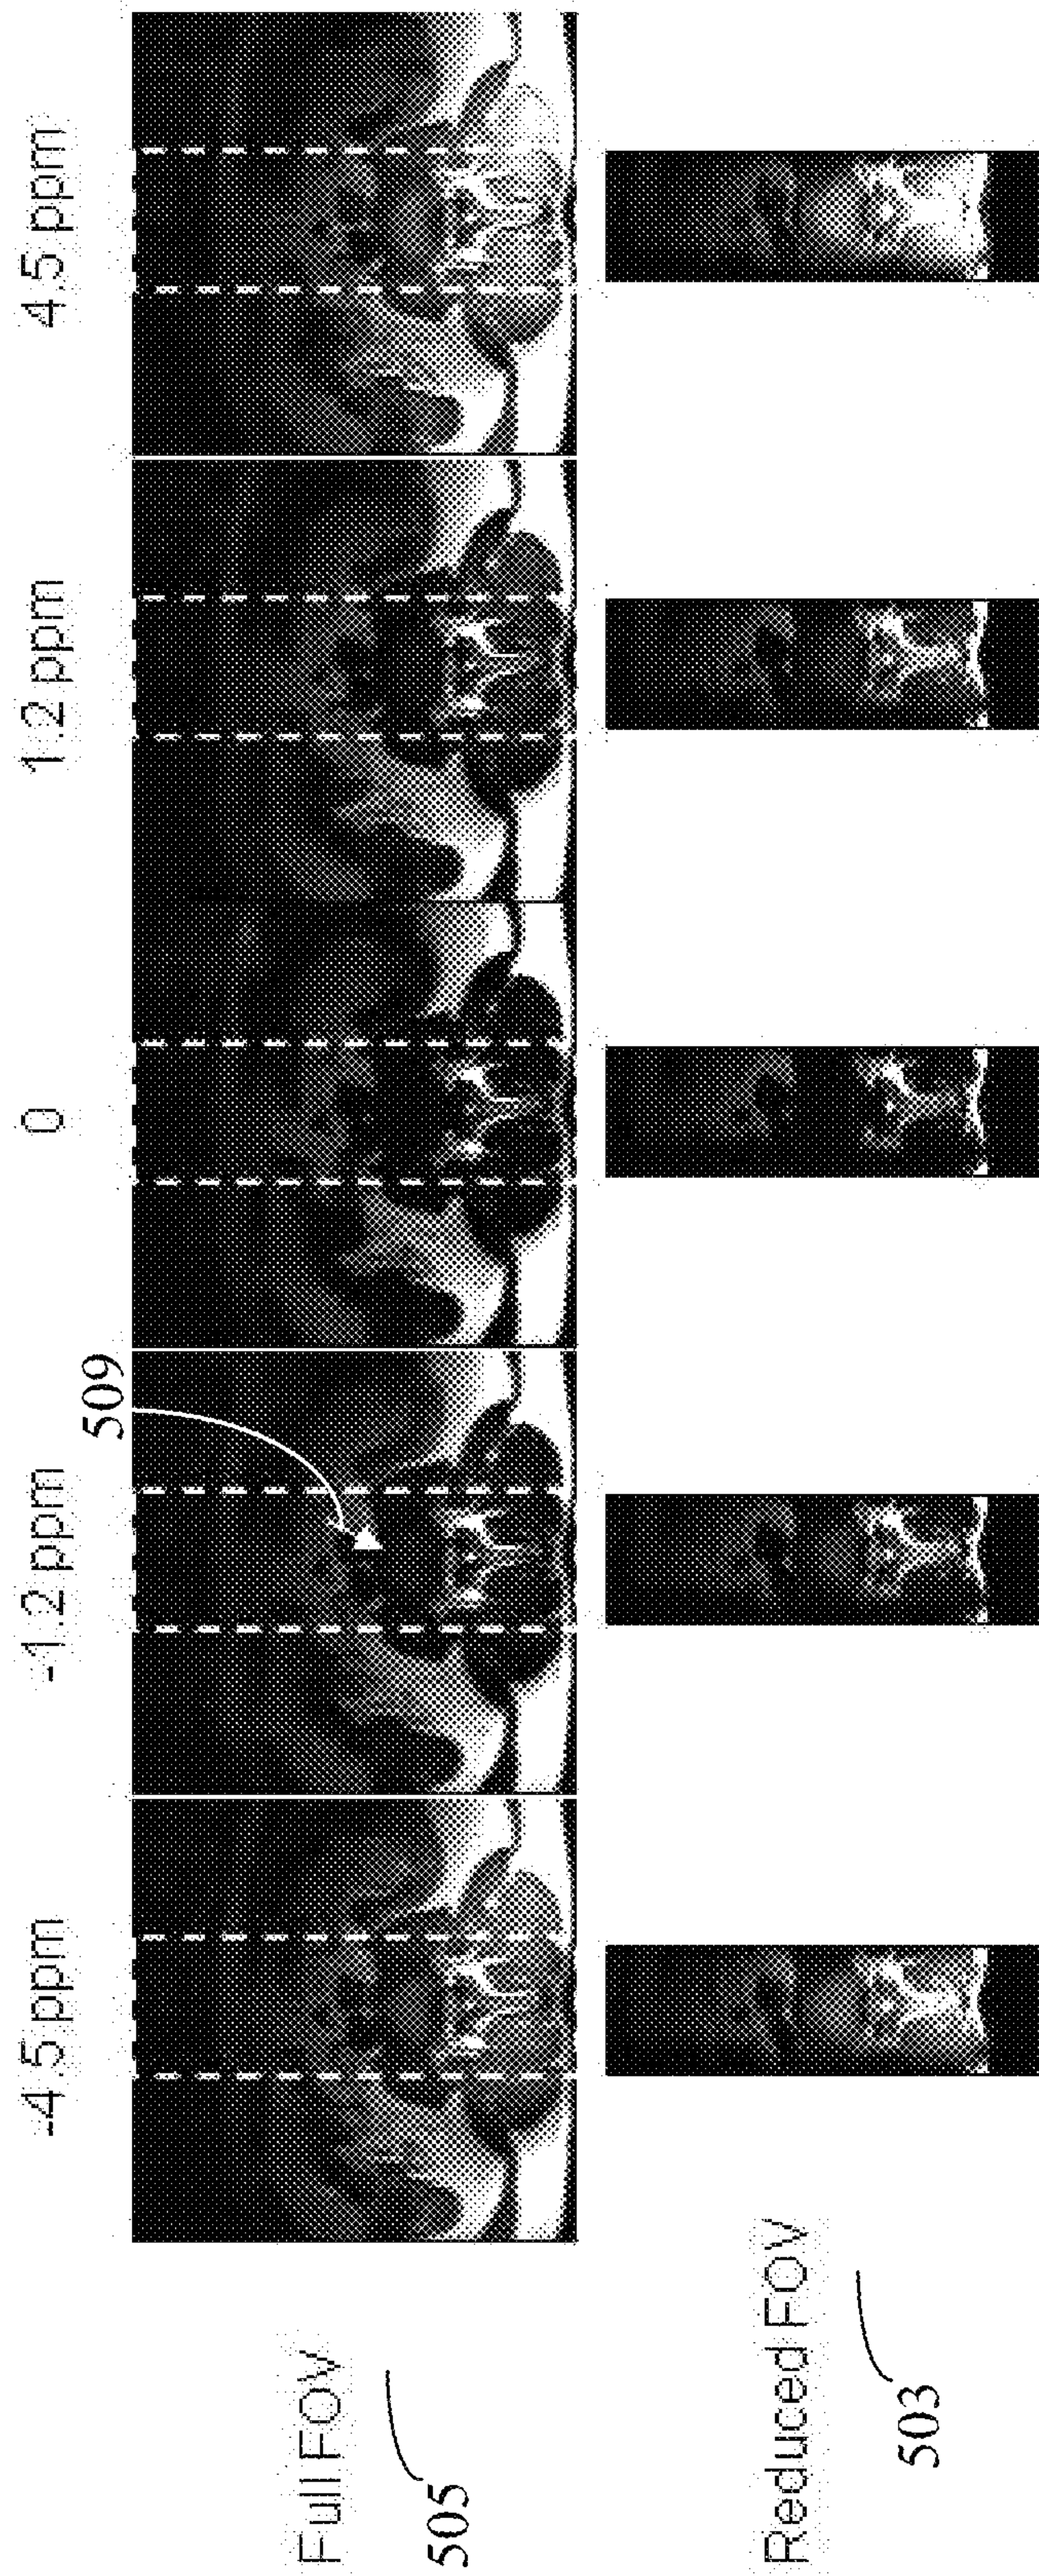 -4.5 ppm
-1.2 ppm
0
1.2 ppm
4.5 ppm
509
Full FOV
505
Reduced FOV
503